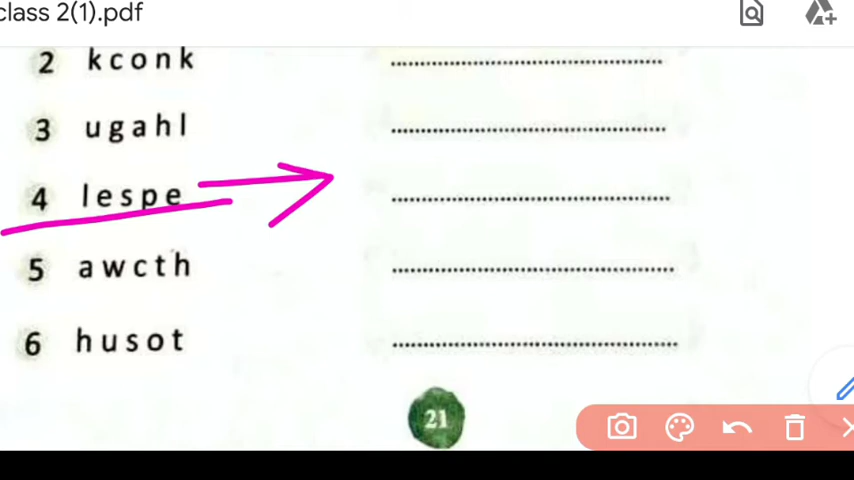 class 2(1).pdf
2 kconk
3 ugahl
4 lespe
5 awcth
6 husot
21